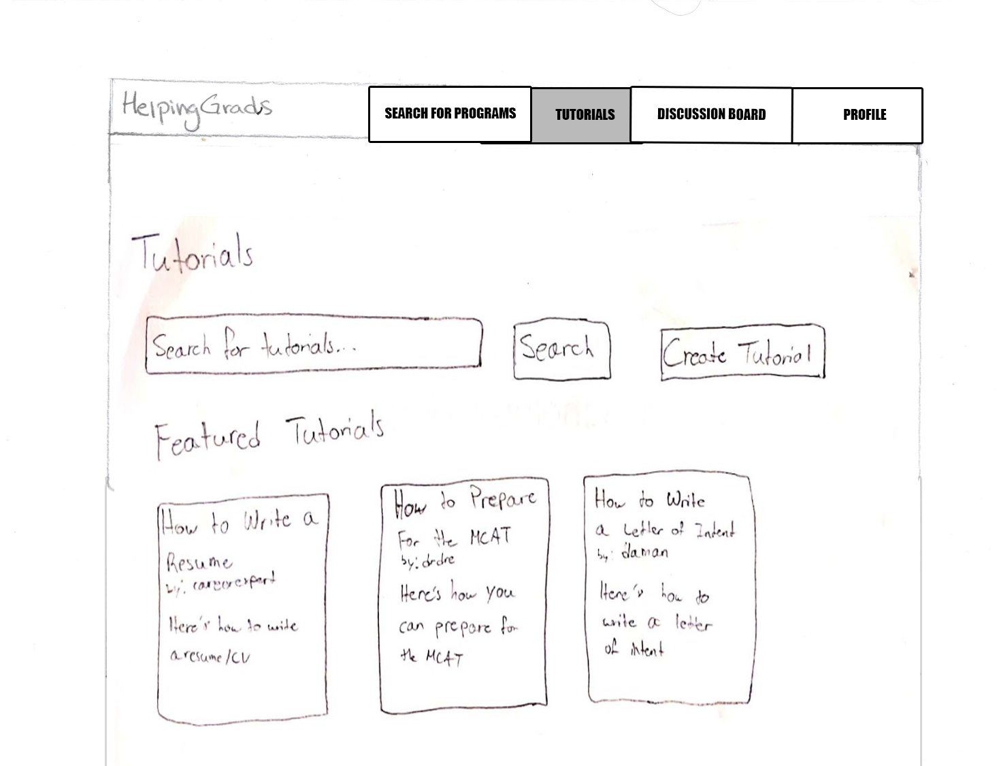 HelpingGrads
SEARCH FOR PROGRAMS
TUTORIALS
DISCUSSION BOARD
PROFILE
Tutorials
Search for tutorials...
Search
Create Tutorial
Featured Tutorials
How to Write a
Resume
by: careerexpert
Here's how to write
a resume/CV
How to Prepare
For the MCAT
by: drdre
Here's how you
can prepare for
the MCAT
How to Write
a Letter of Intent
by: daman
Here's how to
write a letter
of intent